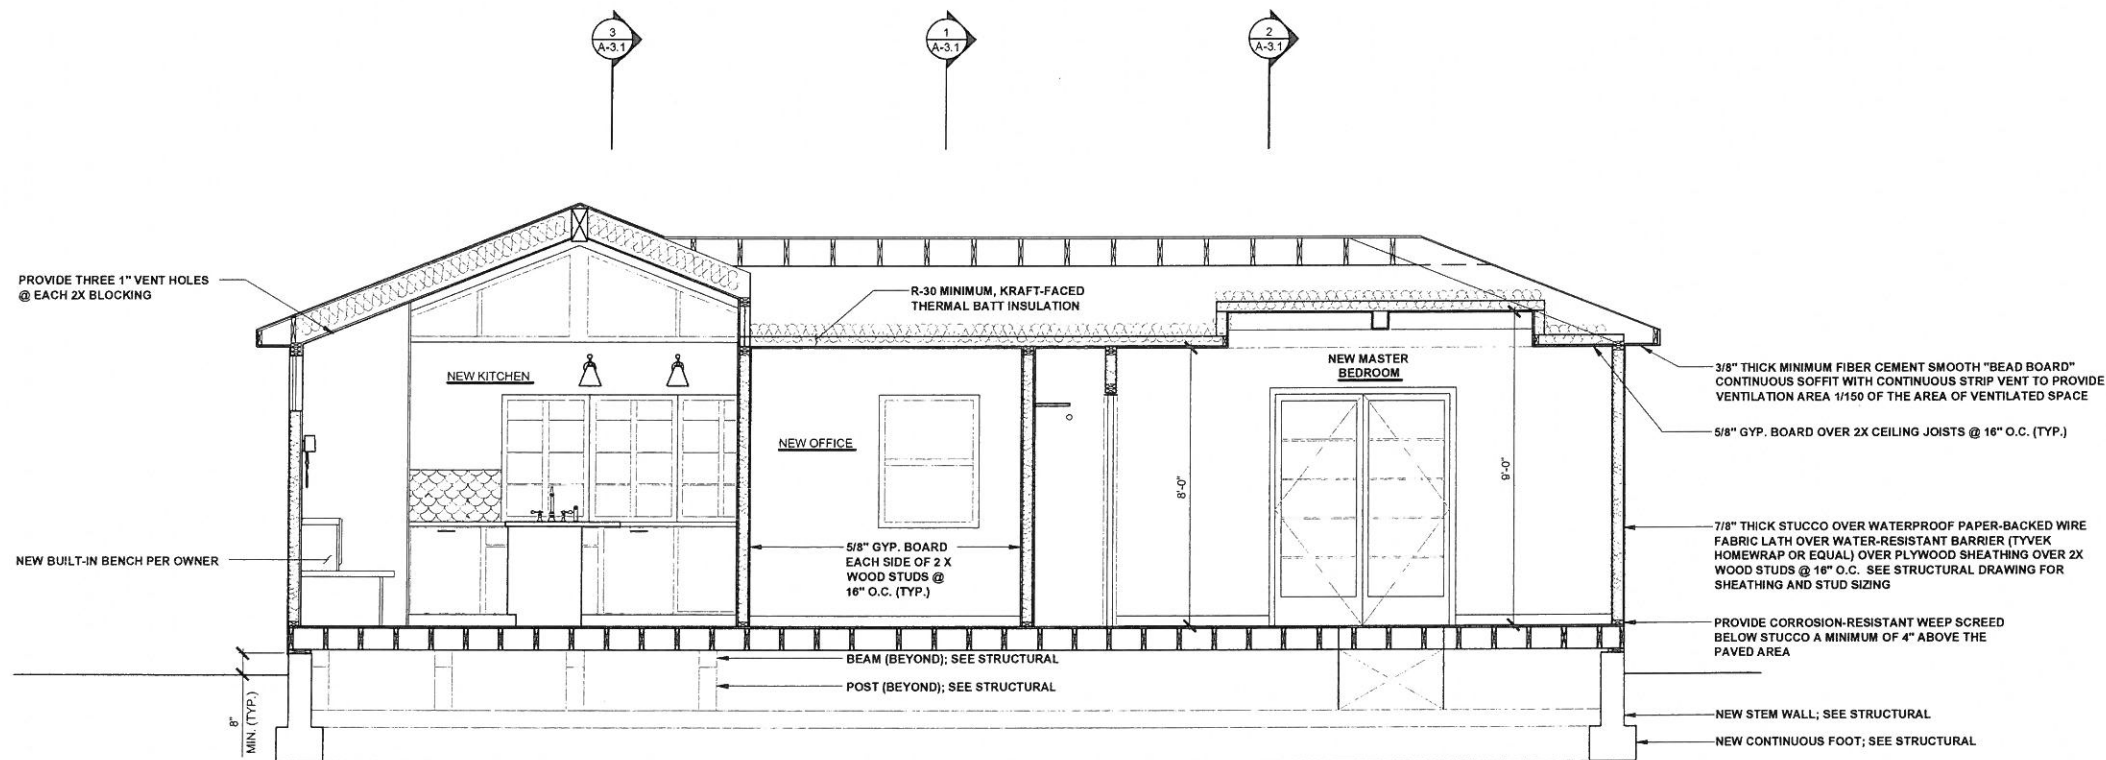 3
A-3.1
1
A-3.1
2
A-3.1
PROVIDE THREE 1" VENT HOLES
@ EACH 2X BLOCKING
R-30 MINIMUM, KRAFT-FACED
THERMAL BATT INSULATION
NEW KITCHEN
NEW OFFICE
NEW MASTER
BEDROOM
8'-0"
9'-0"
3/8" THICK MINIMUM FIBER CEMENT SMOOTH "BEAD BOARD"
CONTINUOUS SOFFIT WITH CONTINUOUS STRIP VENT TO PROVIDE
VENTILATION AREA 1/150 OF THE AREA OF VENTILATED SPACE
5/8" GYP. BOARD OVER 2X CEILING JOISTS @ 16" O.C. (TYP.)
NEW BUILT-IN BENCH PER OWNER
5/8" GYP. BOARD
EACH SIDE OF 2 X
WOOD STUDS @
16" O.C. (TYP.)
7/8" THICK STUCCO OVER WATERPROOF PAPER-BACKED WIRE
FABRIC LATH OVER WATER-RESISTANT BARRIER (TYVEK
HOMEWRAP OR EQUAL) OVER PLYWOOD SHEATHING OVER 2X
WOOD STUDS @ 16" O.C. SEE STRUCTURAL DRAWING FOR
SHEATHING AND STUD SIZING
PROVIDE CORROSION-RESISTANT WEEP SCREED
BELOW STUCCO A MINIMUM OF 4" ABOVE THE
PAVED AREA
BEAM (BEYOND); SEE STRUCTURAL
POST (BEYOND); SEE STRUCTURAL
8"
MIN. (TYP.)
NEW STEM WALL; SEE STRUCTURAL
NEW CONTINUOUS FOOT; SEE STRUCTURAL